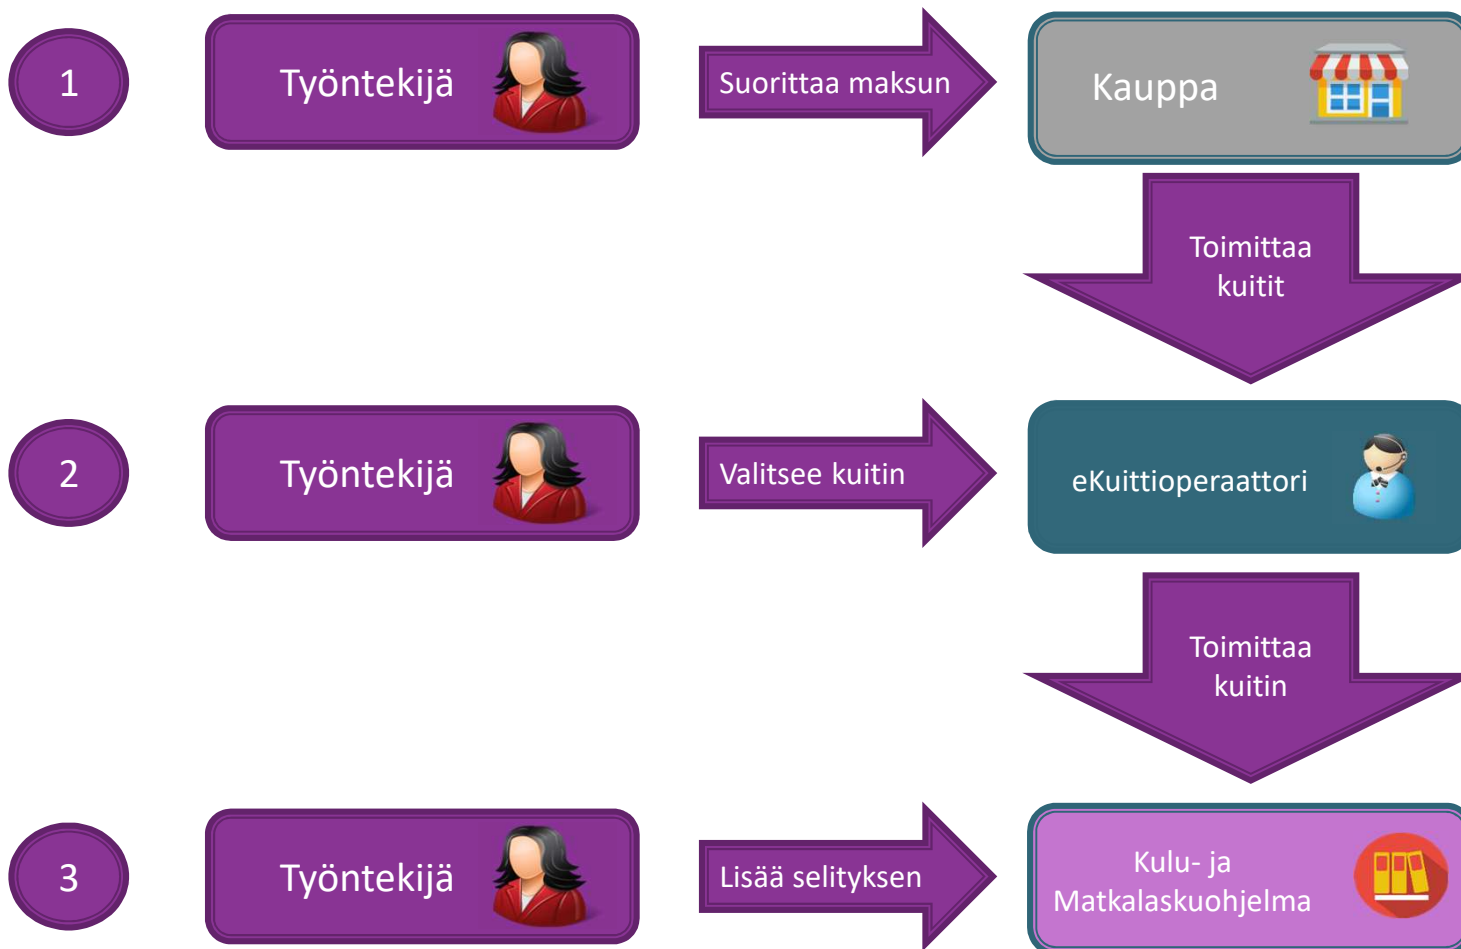 1
Työntekijä
Suorittaa maksun
Kauppa
Toimittaa
kuitit
2
Työntekijä
Valitsee kuitin
eKuittioperaattori
Toimittaa
kuitin
3
Työntekijä
Lisää selityksen
Kulu- ja
Matkalaskuohjelma